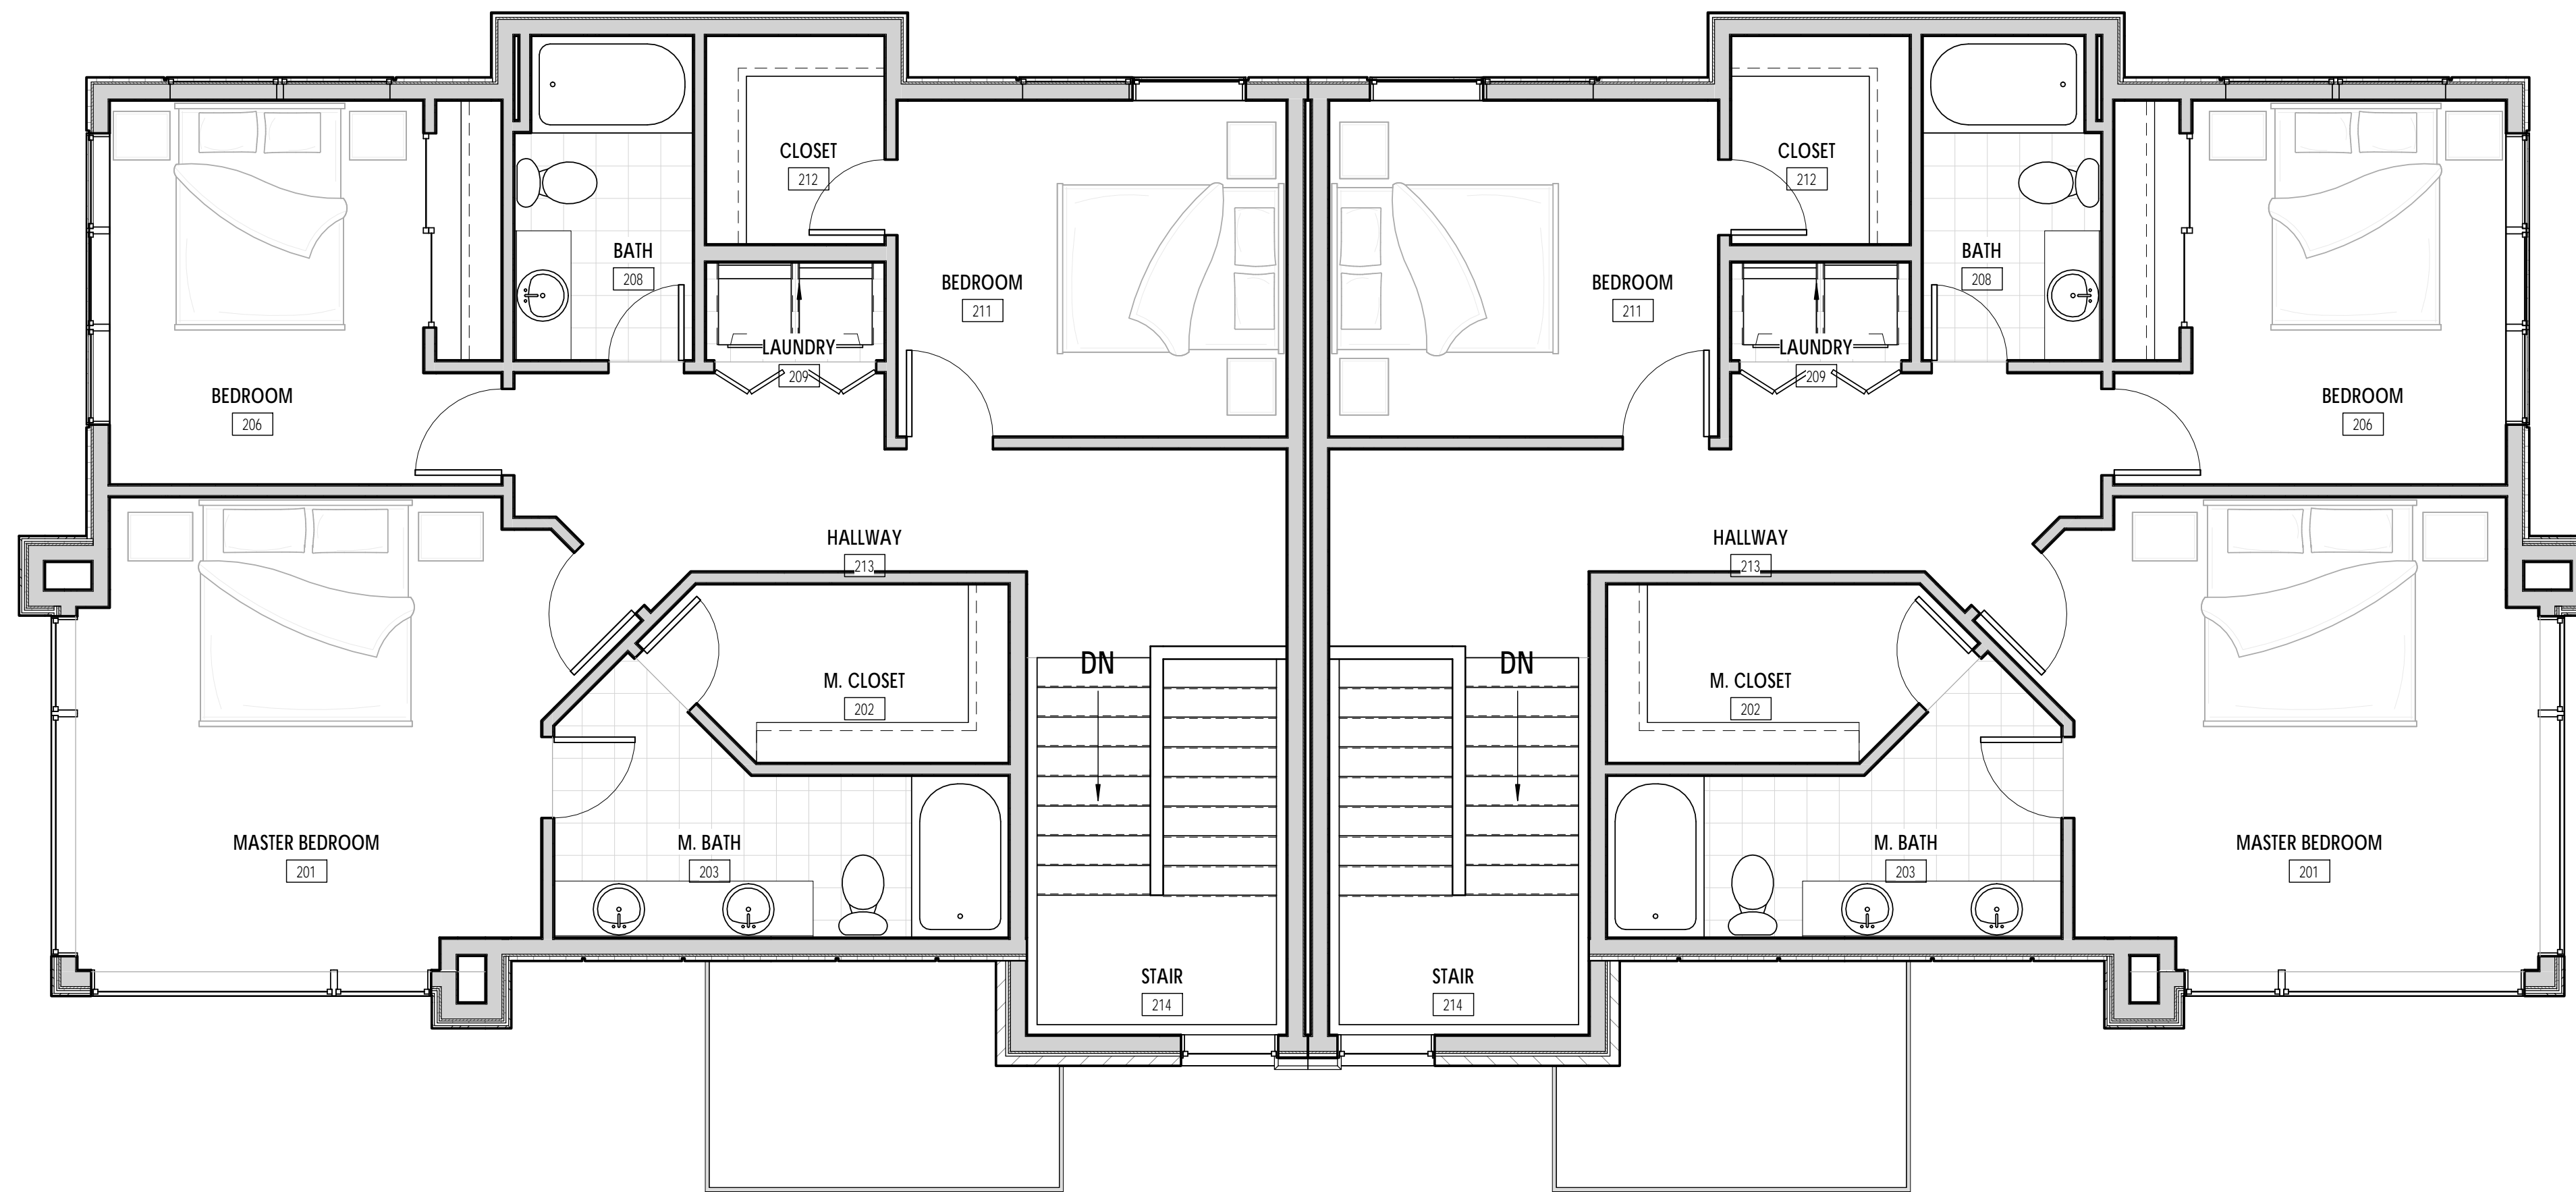 CLOSET
212
CLOSET
212
BATH
208
BATH
208
BEDROOM
211
BEDROOM
211
LAUNDRY
209
LAUNDRY
209
BEDROOM
206
BEDROOM
206
HALLWAY
213
HALLWAY
213
DN
DN
M. CLOSET
202
M. CLOSET
202
MASTER BEDROOM
201
M. BATH
203
M. BATH
203
MASTER BEDROOM
201
STAIR
214
STAIR
214